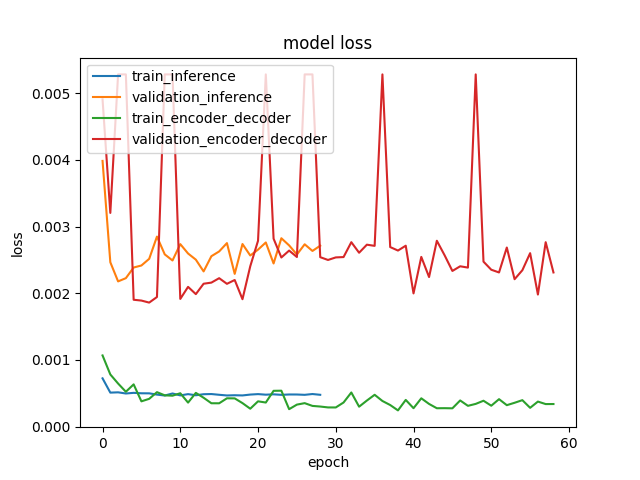 model loss
train_inference
validation_inference
train_encoder_decoder
validation_encoder_decoder
0.005
0.004
0.003
0.002
0.001
0.000
loss
0 10 20 30 40 50 60
epoch